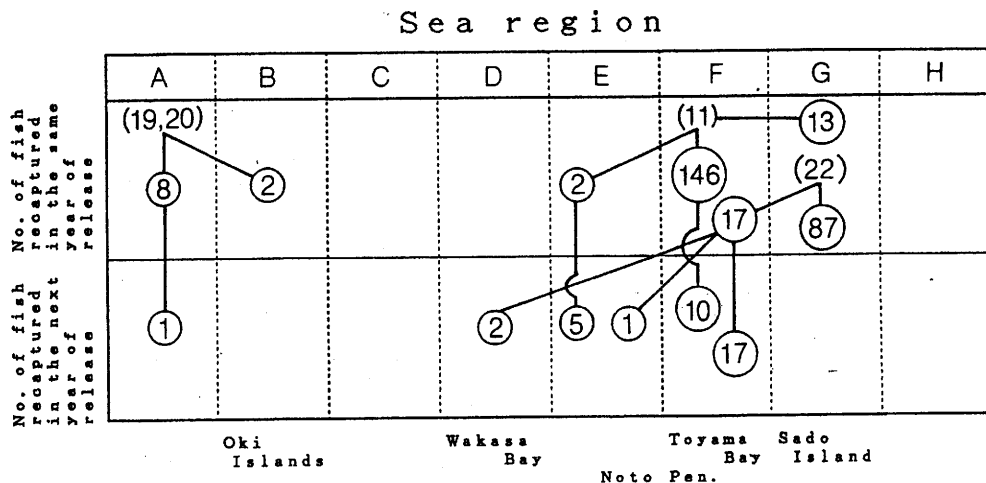 Sea region
A B C D E F G H
No. of fish
recaptured
in the same
year of
release
(19,20) (11) 13
8 2 2 146 (22)
17 87
No. of fish
recaptured
in the next
year of
release
1 2 5 1 10
17
Oki
Islands
Wakasa
Bay
Noto Pen.
Toyama
Bay
Sado
Island